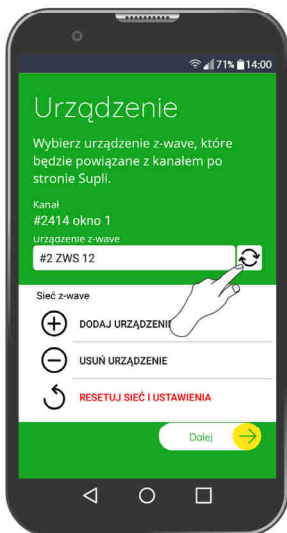 71% 14:00
Urządzenie
Wybierz urządzenie z-wave, które
będzie powiązane z kanałem po
stronie Supli.
Kanał
#2414 okno 1
Urządzenie z-wave
#2 ZWS 12
Sieć z-wave
DODAJ URZĄDZENIE
USUŃ URZĄDZENIE
RESETUJ SIEĆ I USTAWIENIA
Dalej